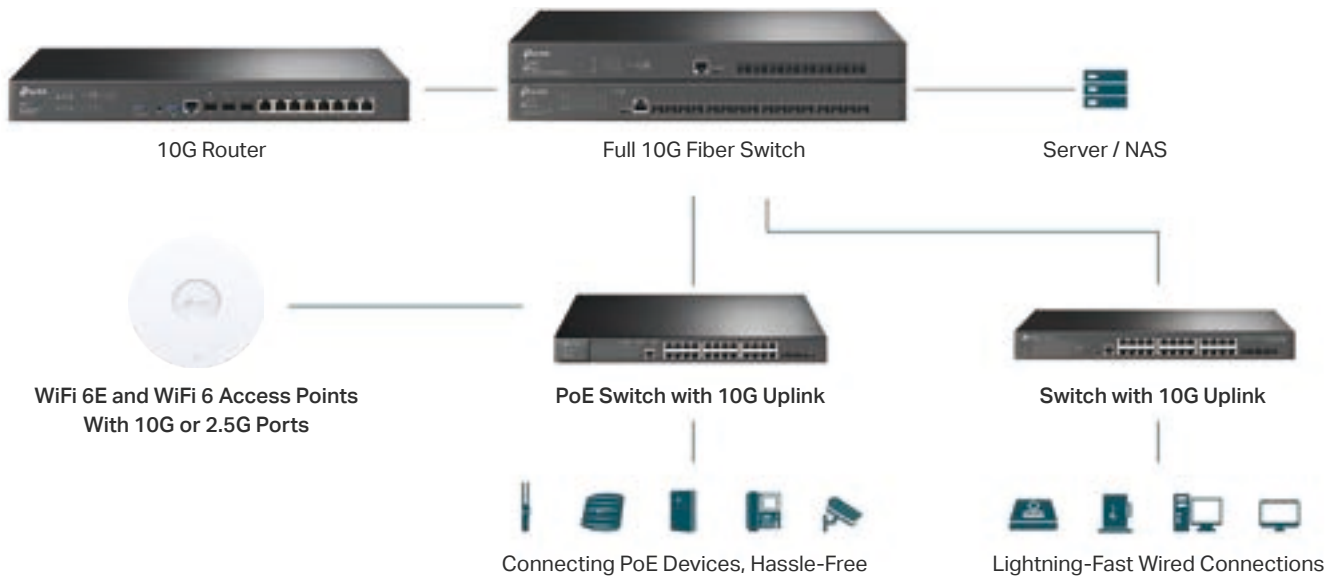 10G Router
Full 10G Fiber Switch
Server / NAS
WiFi 6E and WiFi 6 Access Points
With 10G or 2.5G Ports
PoE Switch with 10G Uplink
Switch with 10G Uplink
Connecting PoE Devices, Hassle-Free
Lightning-Fast Wired Connections